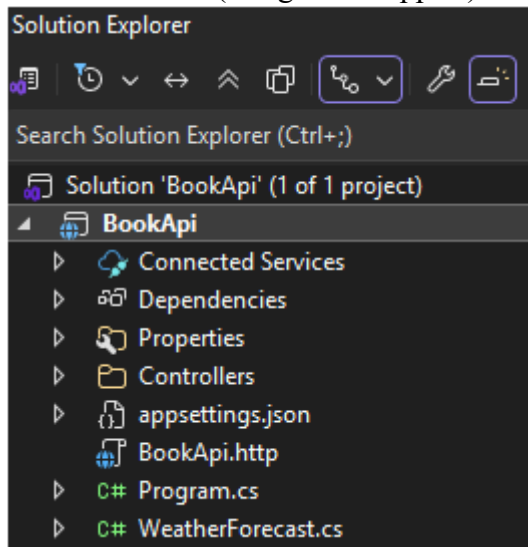 Solution Explorer
Search Solution Explorer (Ctrl+;)
Solution 'BookApi' (1 of 1 project)
BookApi
Connected Services
Dependencies
Properties
Controllers
appsettings.json
BookApi.http
C# Program.cs
C# WeatherForecast.cs